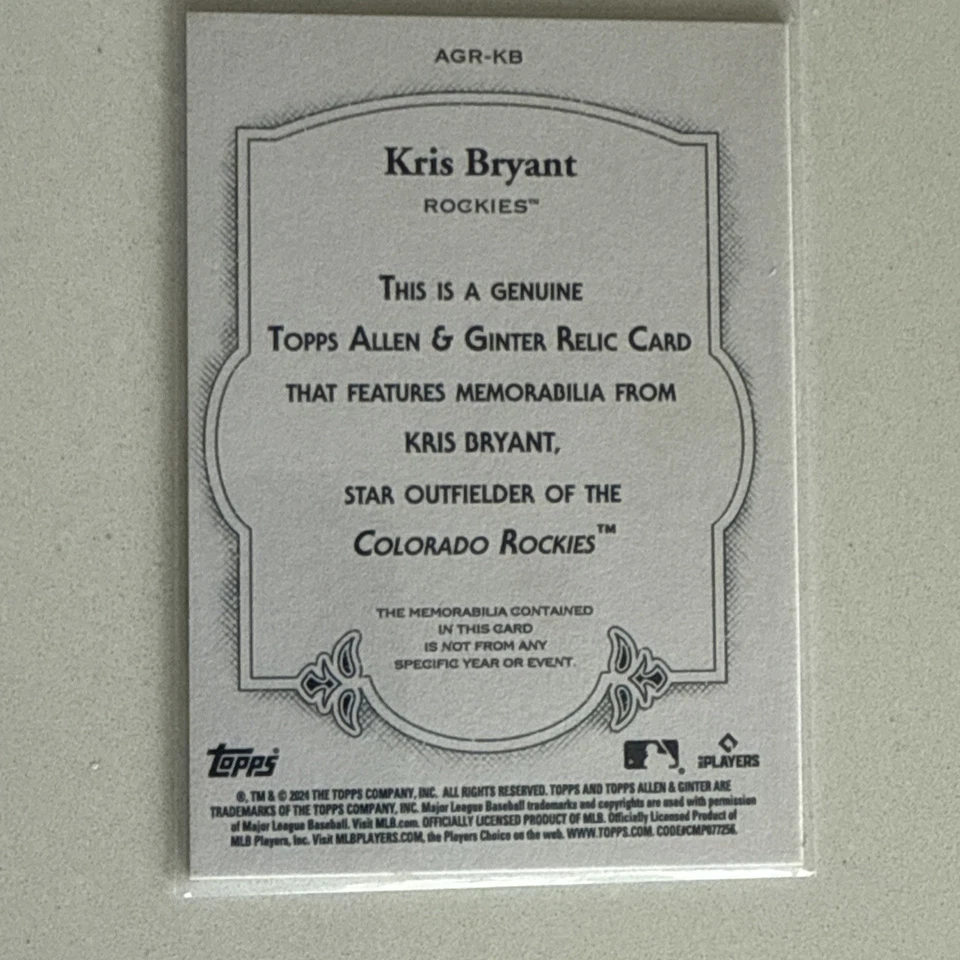 AGR-KB
Kris Bryant
ROCKIES™
THIS IS A GENUINE
TOPPS ALLEN & GINTER RELIC CARD
THAT FEATURES MEMORABILIA FROM
KRIS BRYANT,
STAR OUTFIELDER OF THE
COLORADO ROCKIES™
THE MEMORABILIA CONTAINED
IN THIS CARD
IS NOT FROM ANY
SPECIFIC YEAR OR EVENT.
Topps
PLAYERS
®, TM & © 2024 THE TOPPS COMPANY, INC. ALL RIGHTS RESERVED. TOPPS AND TOPPS ALLEN & GINTER ARE
TRADEMARKS OF THE TOPPS COMPANY, INC. Major League Baseball trademarks and copyrights are used with permission
of Major League Baseball. Visit MLB.com. OFFICIALLY LICENSED PRODUCT OF MLB. Officially Licensed Product of
MLB Players, Inc. Visit MLBPLAYERS.COM, the Players Choice on the web. WWW.TOPPS.COM. CODE#CMP077256.